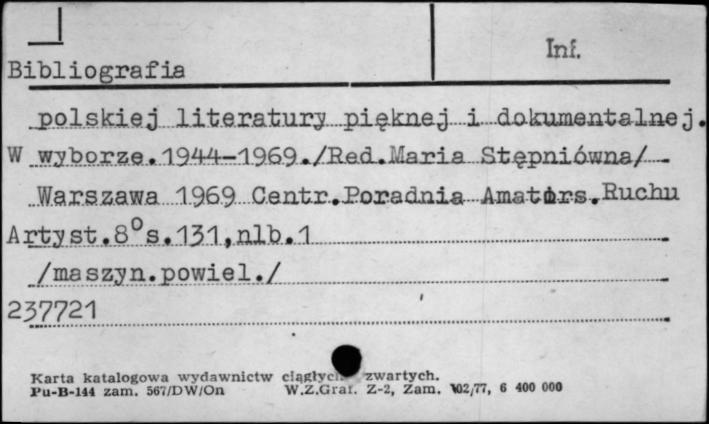 Inf.
Bibliografia
polskiej literatury pięknej i dokumentalnej.
W wyborze.1944-1969./Red.Maria Stępniówna/-
Warszawa 1969 Centr.Poradnia Amators.Ruchu
Artyst.8°s.131,nlb.1
/maszyn.powiel./
237721
Karta katalogowa wydawnictw zwartych.
Pu-B-144 zam. 567/DW/On W.Z.Graf. Z-2, Zam. 102/77, 6 400 000